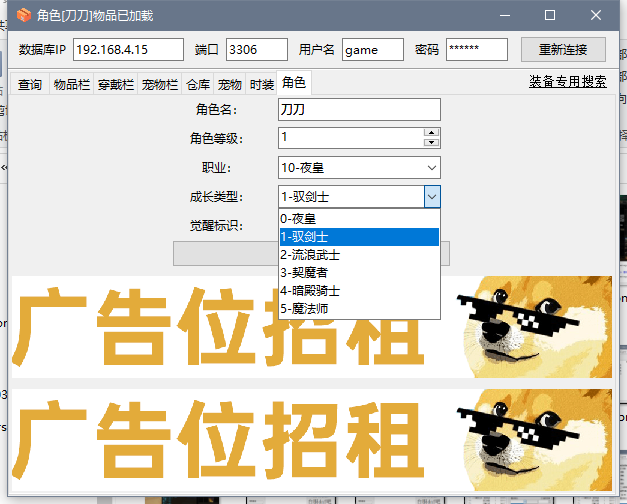 角色[刀刀]物品已加载
数据库IP 192.168.4.15 端口 3306 用户名 game 密码 ****** 重新连接
查询 物品栏 穿戴栏 宠物栏 仓库 宠物 时装 角色 装备专用搜索
角色名: 刀刀
角色等级: 1
职业: 10-夜皇
成长类型: 1-驭剑士
觉醒标识:
0-夜皇
1-驭剑士
2-流浪武士
3-契魔者
4-暗殿骑士
5-魔法师
广告位招租
广告位招租